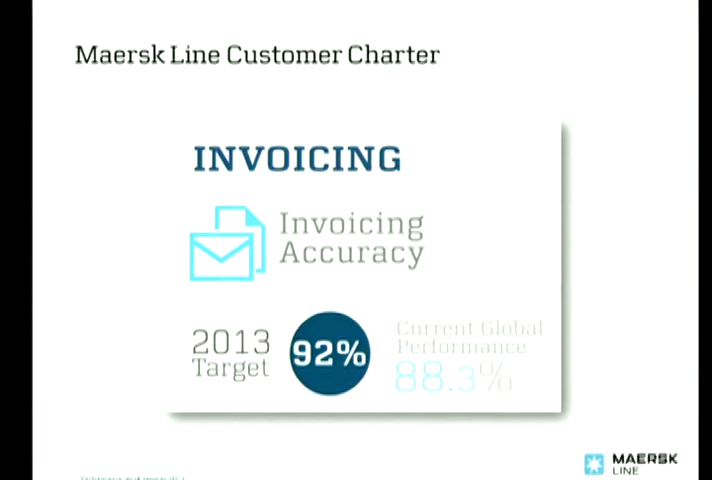 Maersk Line Customer Charter
INVOICING
Invoicing
Accuracy
2013
Target
92%
Current Global
Performance
88.3%
MAERSK
LINE